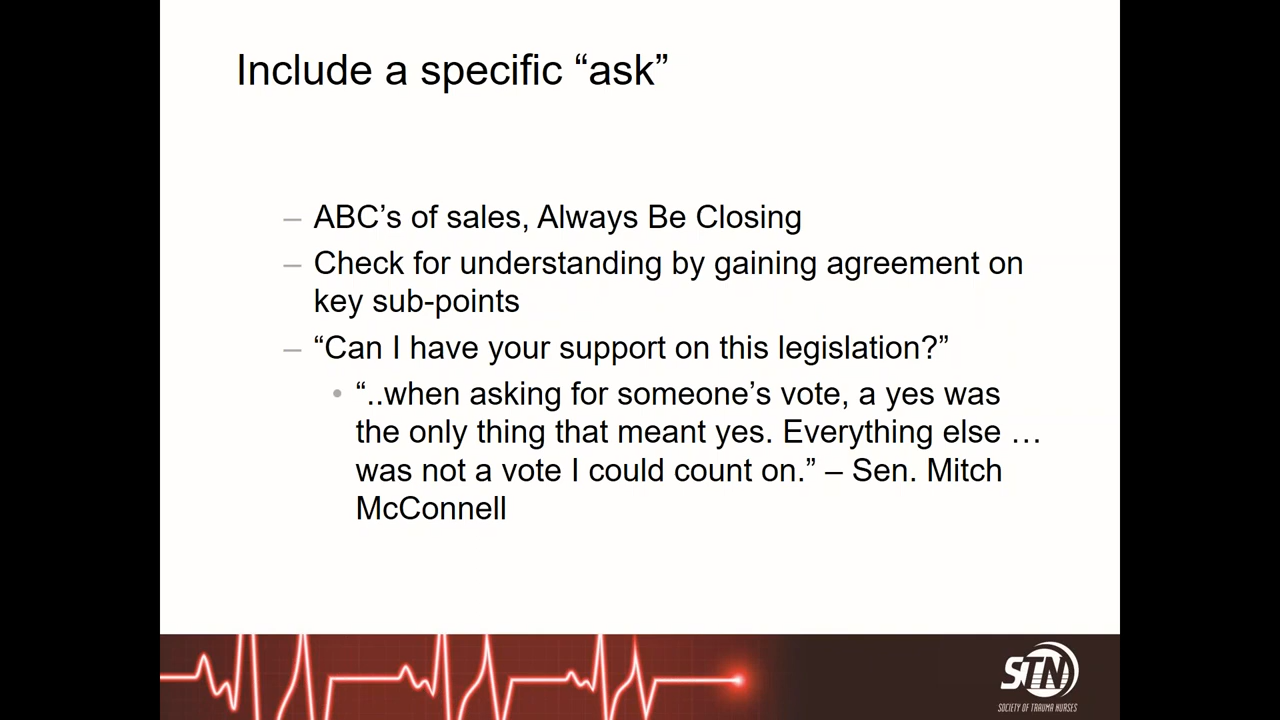 Include a specific “ask”
– ABC’s of sales, Always Be Closing
– Check for understanding by gaining agreement on
key sub-points
– “Can I have your support on this legislation?”
• “..when asking for someone’s vote, a yes was
the only thing that meant yes. Everything else …
was not a vote I could count on.” – Sen. Mitch
McConnell
STN
SOCIETY OF TRAUMA NURSES